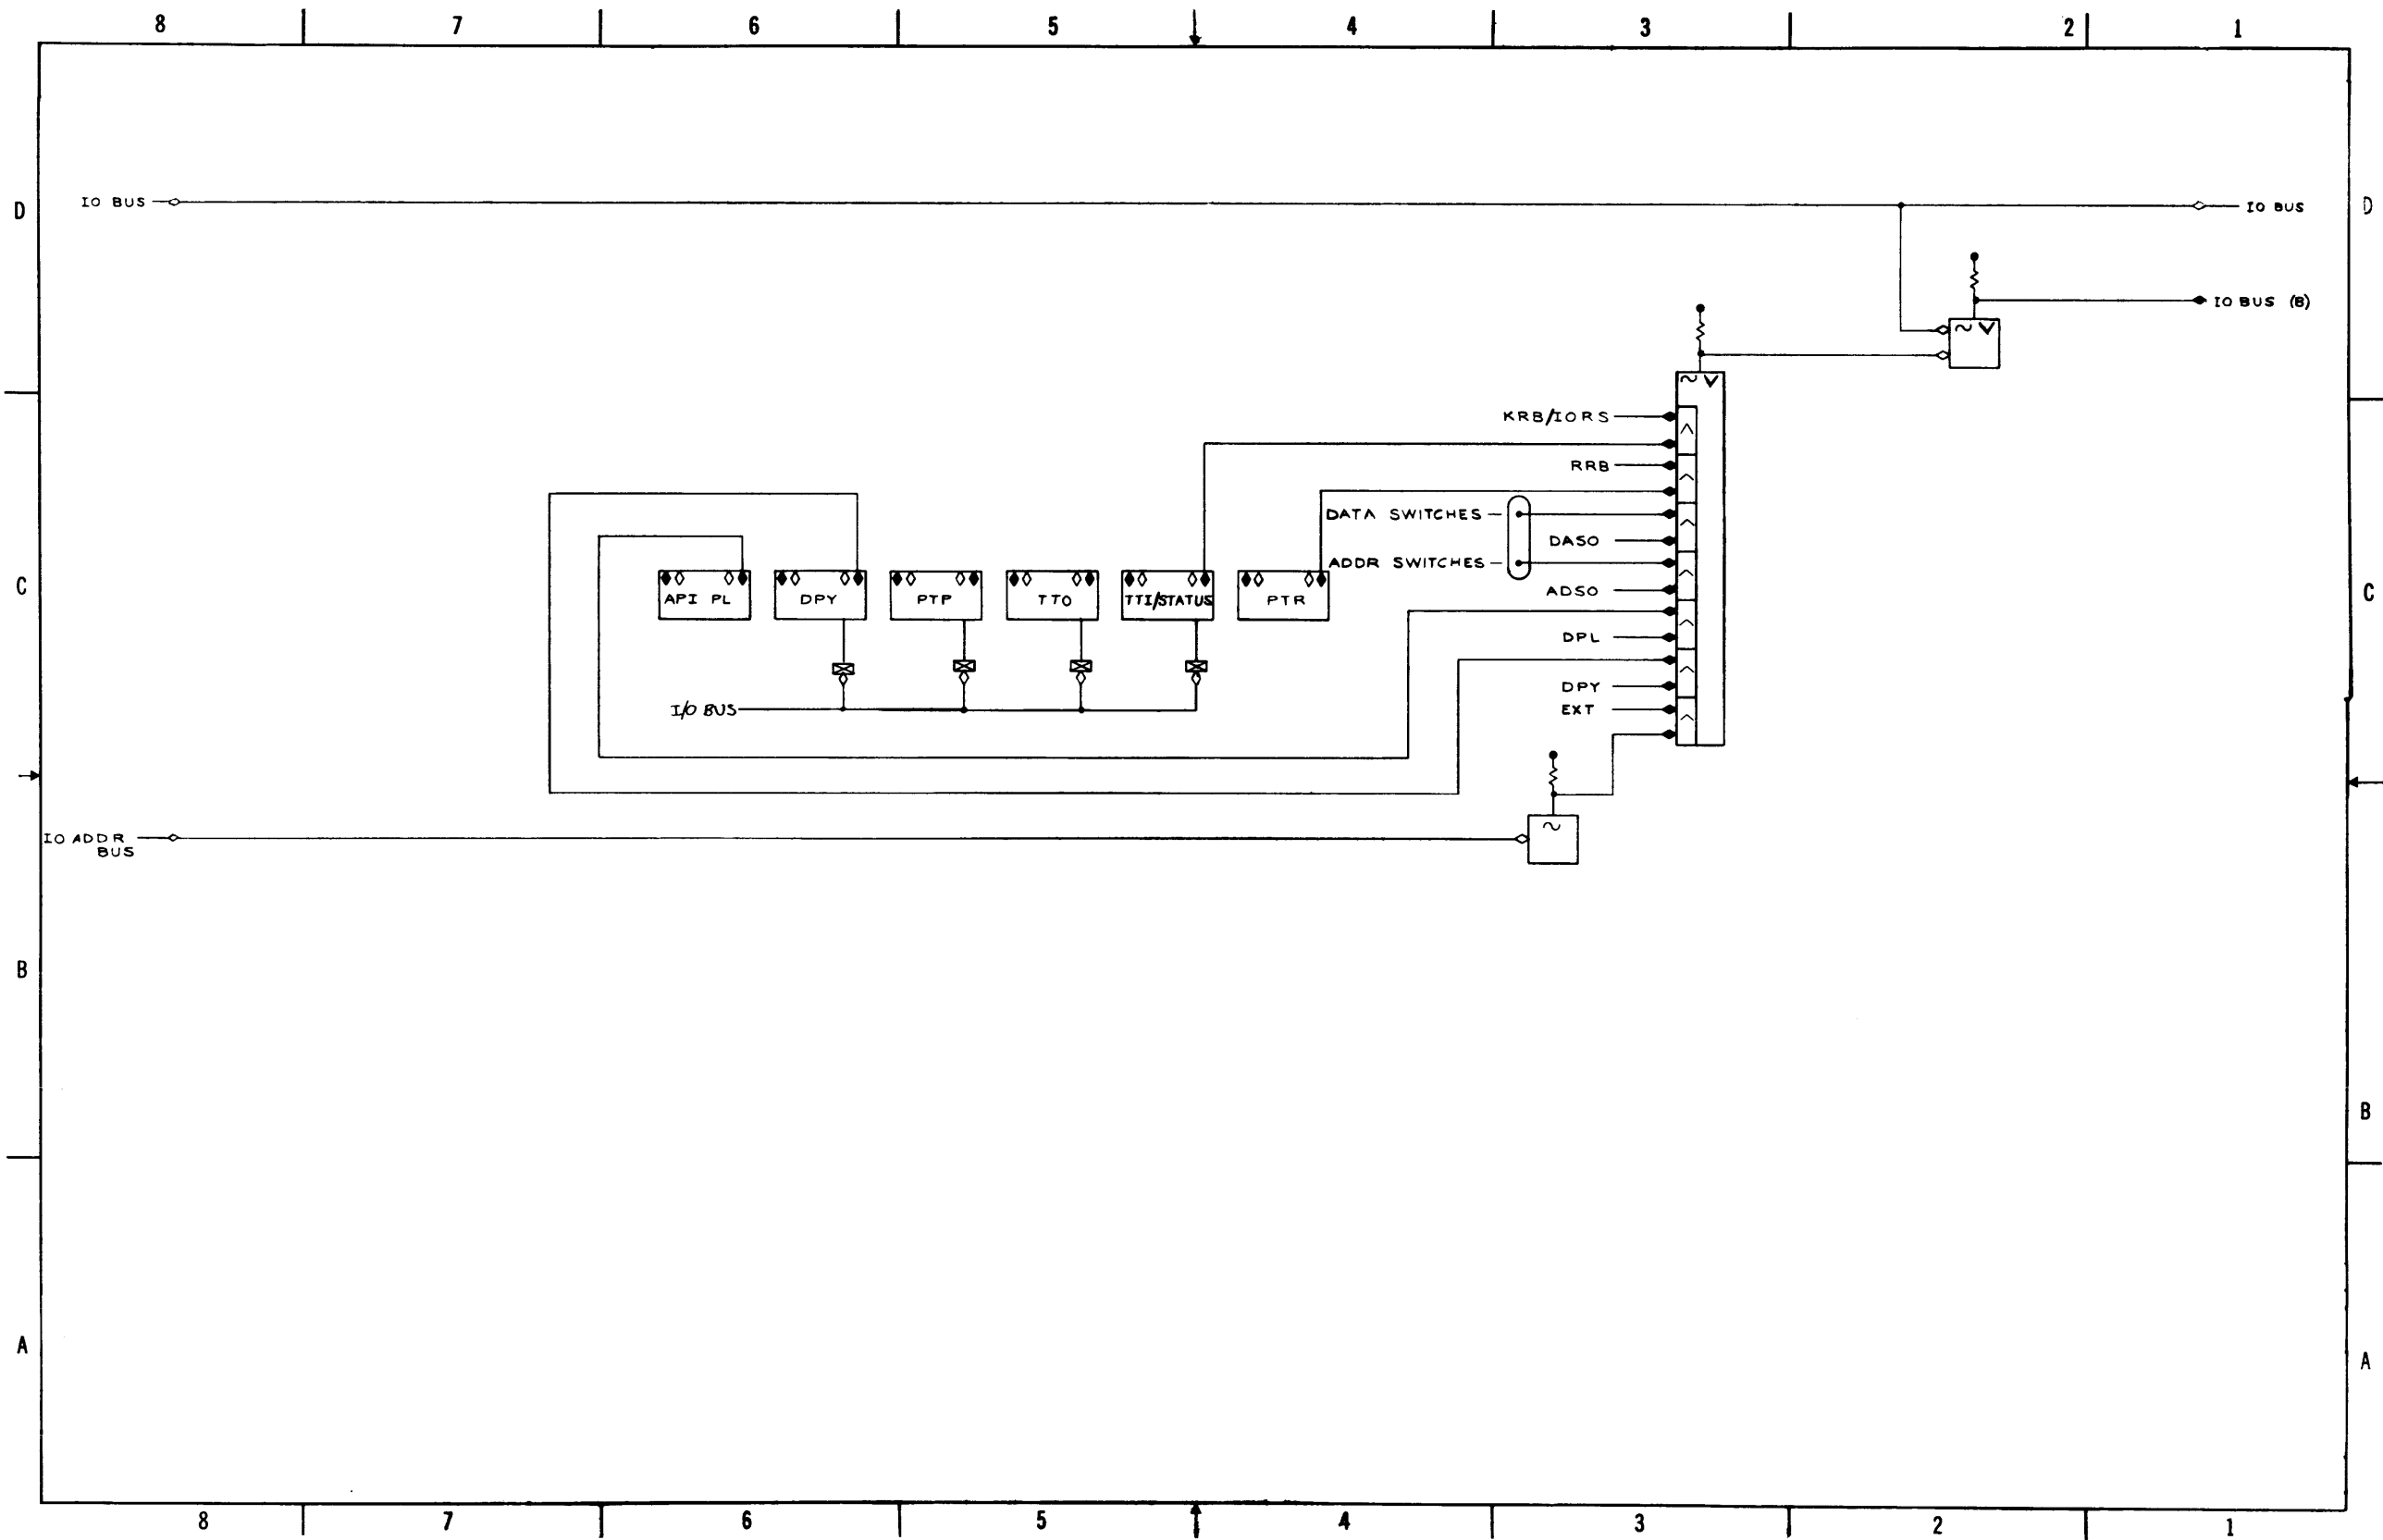 8 7 6 5 4 3 2 1
D IO BUS IO BUS D
IO BUS (B)
~ V
~ V
KRB/IORS
RRB
DATA SWITCHES
DASO
C ADDR SWITCHES C
API PL DPY PTP TTO TTI/STATUS PTR
ADSO
DPL
DPY
I/O BUS EXT
~
IO ADDR
BUS
B B
A A
8 7 6 5 4 3 2 1